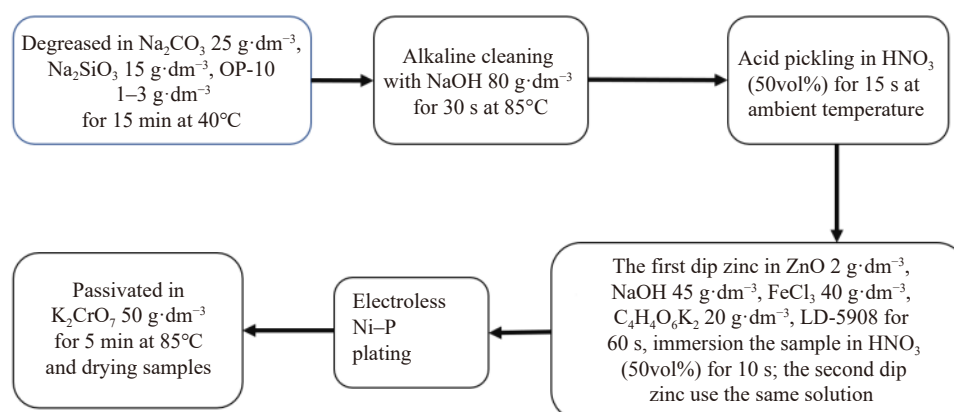 Degreased in Na₂CO₃ 25 g·dm⁻³,
Na₂SiO₃ 15 g·dm⁻³, OP-10
1–3 g·dm⁻³
for 15 min at 40°C
Alkaline cleaning
with NaOH 80 g·dm⁻³
for 30 s at 85°C
Acid pickling in HNO₃
(50vol%) for 15 s at
ambient temperature
The first dip zinc in ZnO 2 g·dm⁻³,
NaOH 45 g·dm⁻³, FeCl₃ 40 g·dm⁻³,
C₄H₄O₆K₂ 20 g·dm⁻³, LD-5908 for
60 s, immersion the sample in HNO₃
(50vol%) for 10 s; the second dip
zinc use the same solution
Electroless
Ni–P
plating
Passivated in
K₂CrO₇ 50 g·dm⁻³
for 5 min at 85°C
and drying samples